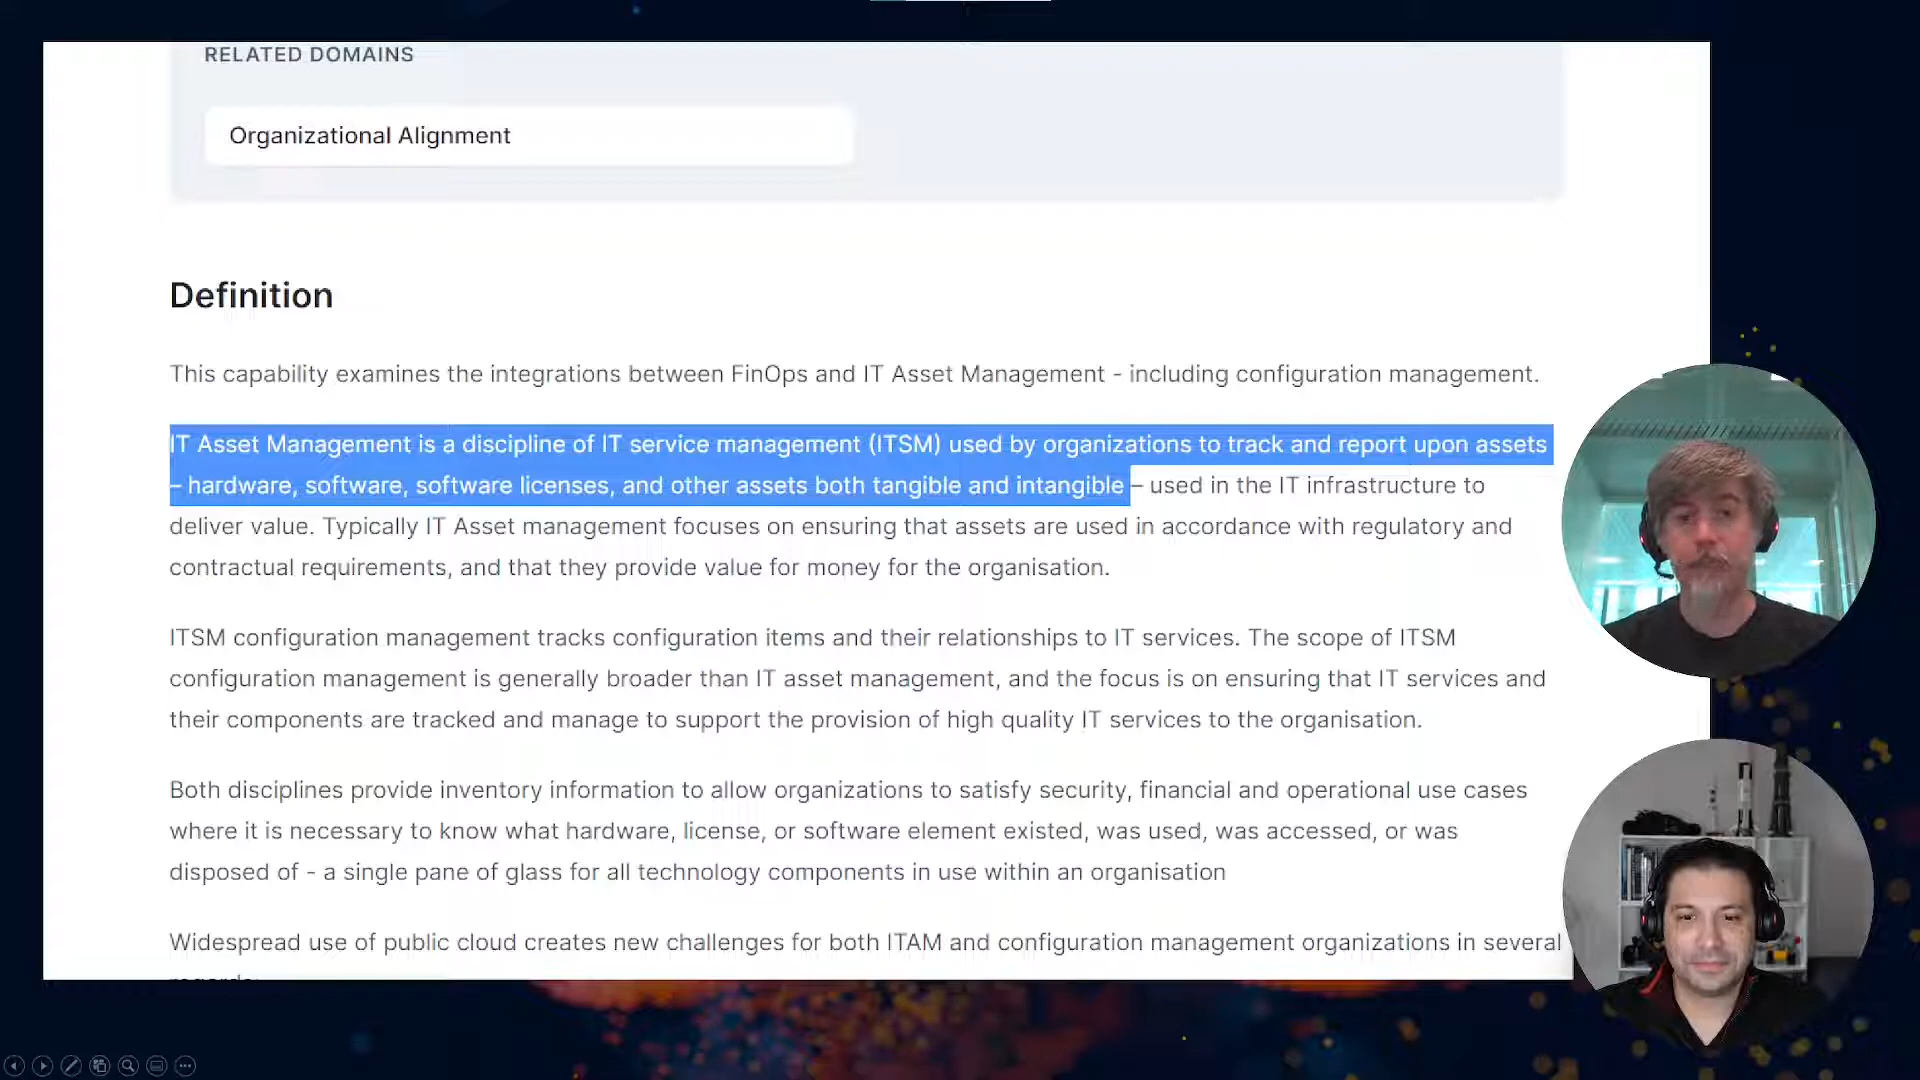 RELATED DOMAINS
Organizational Alignment
Definition
This capability examines the integrations between FinOps and IT Asset Management - including configuration management.
IT Asset Management is a discipline of IT service management (ITSM) used by organizations to track and report upon assets
– hardware, software, software licenses, and other assets both tangible and intangible – used in the IT infrastructure to
deliver value. Typically IT Asset management focuses on ensuring that assets are used in accordance with regulatory and
contractual requirements, and that they provide value for money for the organisation.
ITSM configuration management tracks configuration items and their relationships to IT services. The scope of ITSM
configuration management is generally broader than IT asset management, and the focus is on ensuring that IT services and
their components are tracked and manage to support the provision of high quality IT services to the organisation.
Both disciplines provide inventory information to allow organizations to satisfy security, financial and operational use cases
where it is necessary to know what hardware, license, or software element existed, was used, was accessed, or was
disposed of - a single pane of glass for all technology components in use within an organisation
Widespread use of public cloud creates new challenges for both ITAM and configuration management organizations in several